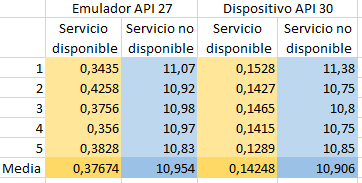 Emulador API 27 Dispositivo API 30
Servicio disponible Servicio no disponible Servicio disponible Servicio no disponible
1 0,3435 11,07 0,1528 11,38
2 0,4258 10,92 0,1427 10,75
3 0,3756 10,98 0,1465 10,8
4 0,356 10,97 0,1415 10,75
5 0,3828 10,83 0,1289 10,85
Media 0,37674 10,954 0,14248 10,906